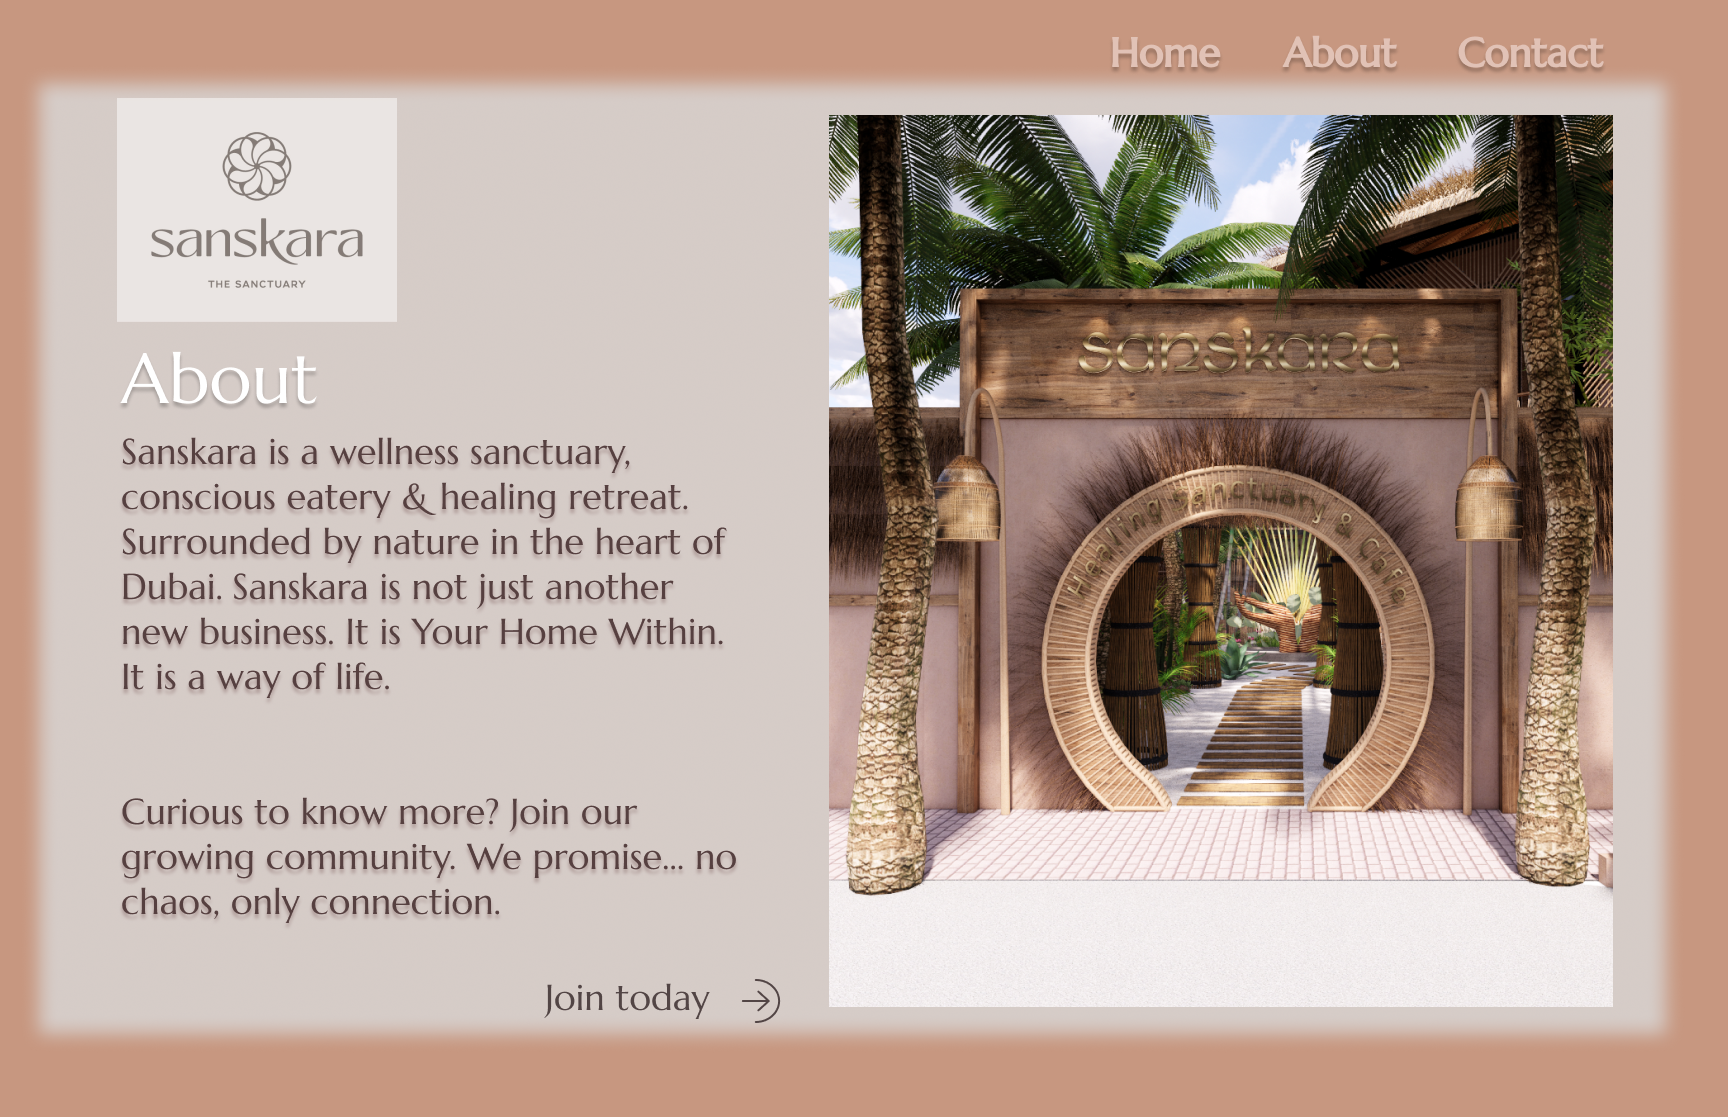 Home About Contact
sanskara
THE SANCTUARY
About
Sanskara is a wellness sanctuary,
conscious eatery & healing retreat.
Surrounded by nature in the heart of
Dubai. Sanskara is not just another
new business. It is Your Home Within.
It is a way of life.
Curious to know more? Join our
growing community. We promise... no
chaos, only connection.
Join today
sanskara
Healing Sanctuary & Cafe